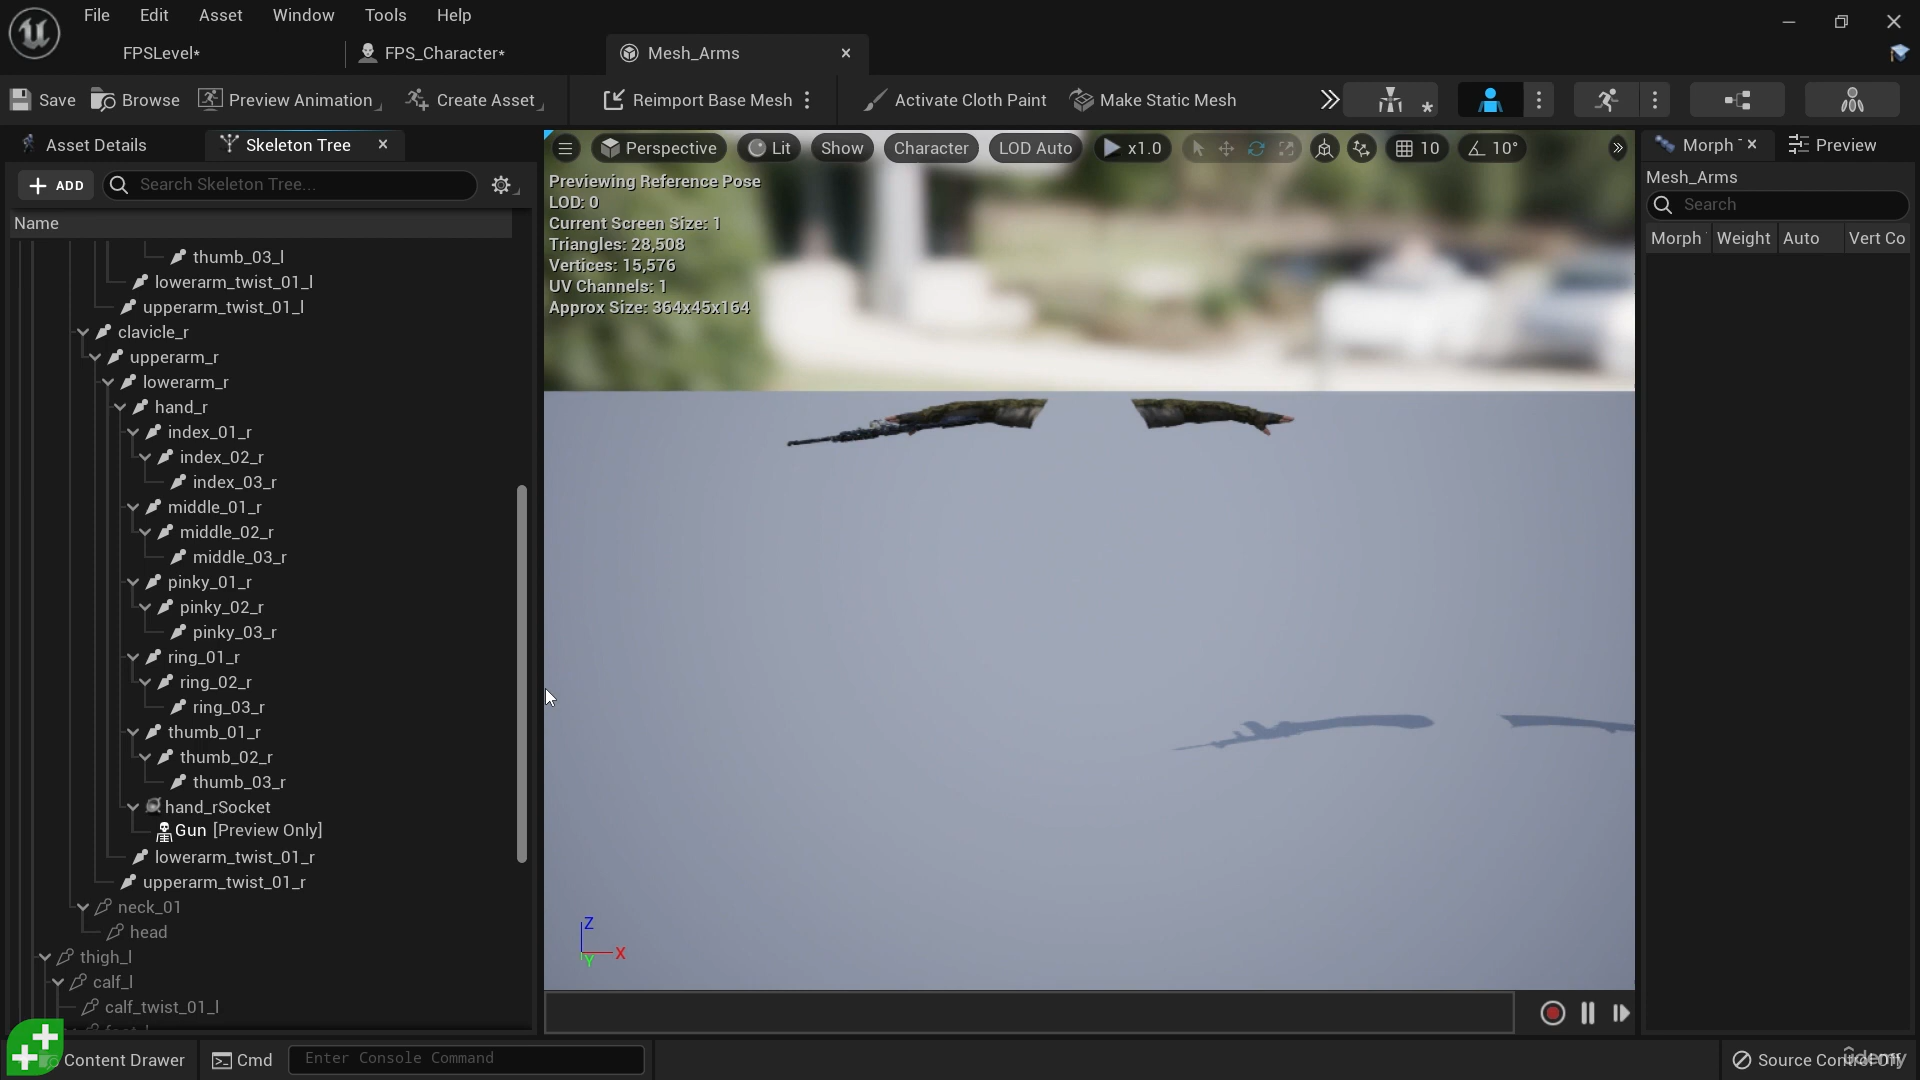 File Edit Asset Window Tools Help
FPSLevel* FPS_Character* Mesh_Arms
Save Browse Preview Animation Create Asset Reimport Base Mesh Activate Cloth Paint Make Static Mesh
Asset Details Skeleton Tree
ADD Search Skeleton Tree...
Name
thumb_03_l
lowerarm_twist_01_l
upperarm_twist_01_l
clavicle_r
upperarm_r
lowerarm_r
hand_r
index_01_r
index_02_r
index_03_r
middle_01_r
middle_02_r
middle_03_r
pinky_01_r
pinky_02_r
pinky_03_r
ring_01_r
ring_02_r
ring_03_r
thumb_01_r
thumb_02_r
thumb_03_r
hand_rSocket
Gun [Preview Only]
lowerarm_twist_01_r
upperarm_twist_01_r
neck_01
head
thigh_l
calf_l
calf_twist_01_l
Perspective Lit Show Character LOD Auto x1.0 10 10°
Previewing Reference Pose
LOD: 0
Current Screen Size: 1
Triangles: 28,508
Vertices: 15,576
UV Channels: 1
Approx Size: 364x45x164
Z
X
Y
Morph Preview
Mesh_Arms
Search
Morph Weight Auto Vert Co
Content Drawer Cmd Enter Console Command Source Control Off
udemy